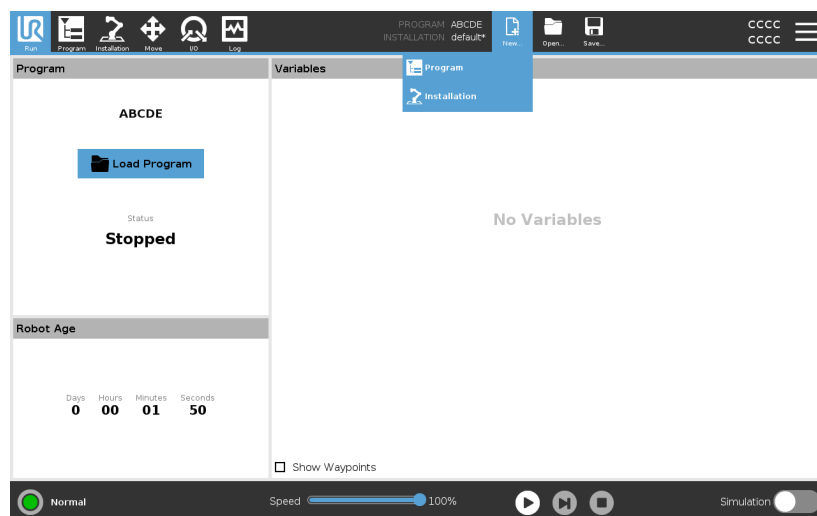 UR
Run
Program
Installation
Move
I/O
Log
PROGRAM ABCDE
INSTALLATION default*
New...
Open...
Save...
CCCC
CCCC
Program
Installation
Program
ABCDE
Load Program
Status
Stopped
Variables
No Variables
Robot Age
Days Hours Minutes Seconds
0 00 01 50
Show Waypoints
Normal
Speed 100%
Simulation